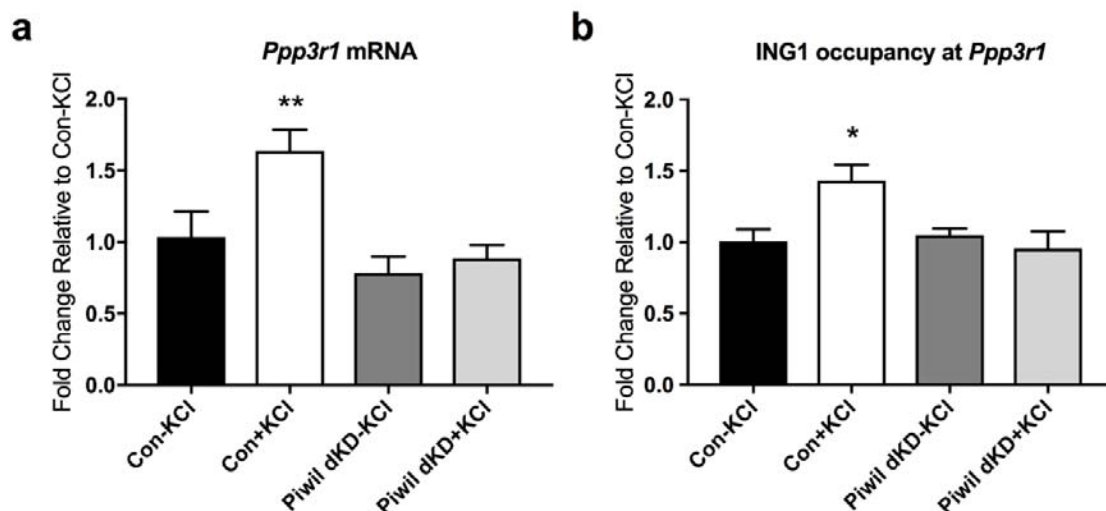 a
Ppp3r1 mRNA
Fold Change Relative to Con-KCl
2.0
1.5
1.0
0.5
0.0
**
Con-KCl
Con+KCl
Piwil dKD-KCl
Piwil dKD+KCl
b
ING1 occupancy at Ppp3r1
Fold Change Relative to Con-KCl
2.0
1.5
1.0
0.5
0.0
*
Con-KCl
Con+KCl
Piwil dKD-KCl
Piwil dKD+KCl